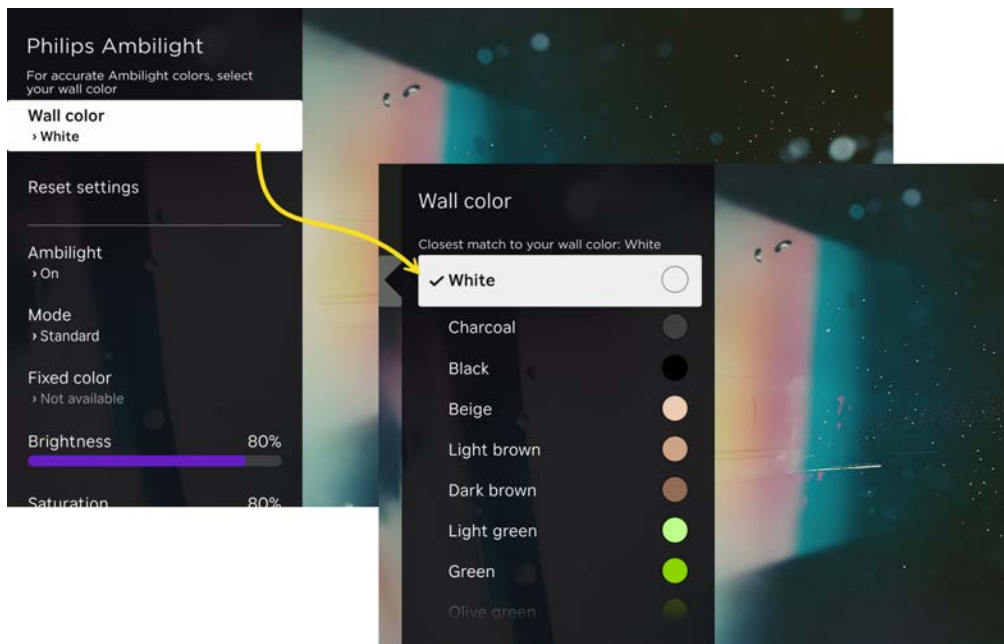 Philips Ambilight
For accurate Ambilight colors, select
your wall color
Wall color
› White
Reset settings
Ambilight
› On
Mode
› Standard
Fixed color
› Not available
Brightness 80%
Saturation 80%
Wall color
Closest match to your wall color: White
White
Charcoal
Black
Beige
Light brown
Dark brown
Light green
Green
Olive green